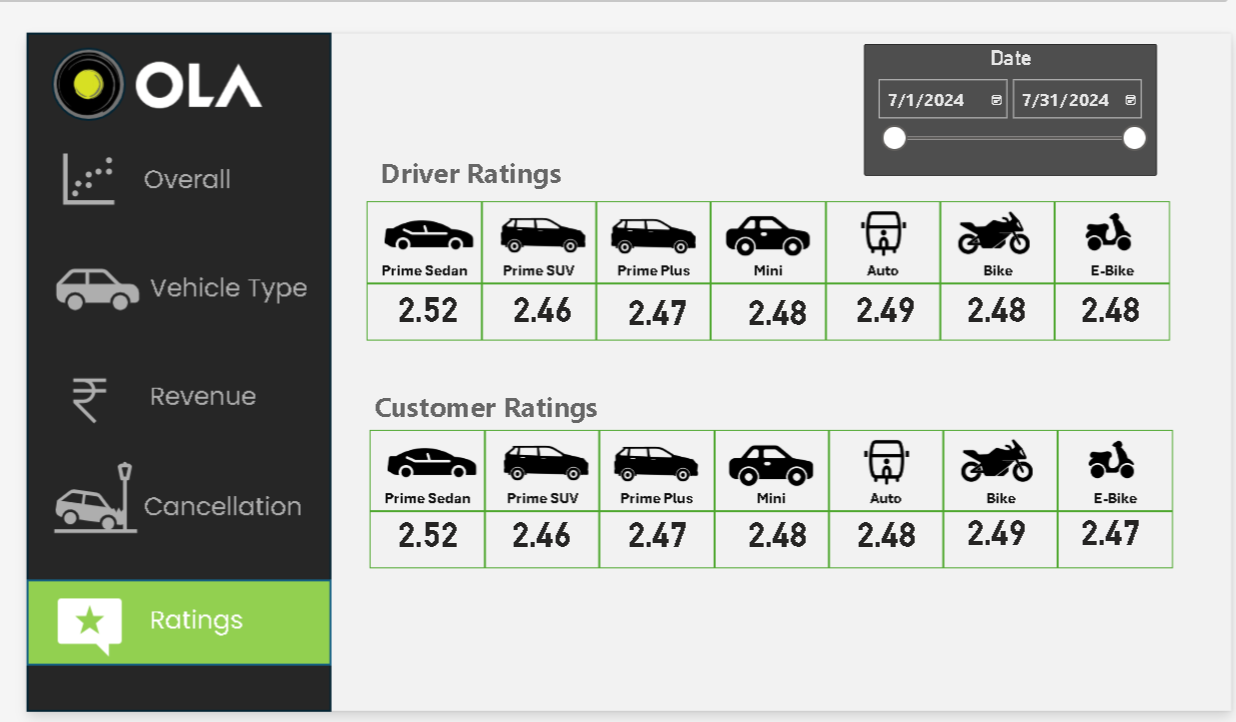 OLA
Overall
Vehicle Type
Revenue
Cancellation
Ratings
Date
7/1/2024 7/31/2024
Driver Ratings
Prime Sedan Prime SUV Prime Plus Mini Auto Bike E-Bike
2.52 2.46 2.47 2.48 2.49 2.48 2.48
Customer Ratings
Prime Sedan Prime SUV Prime Plus Mini Auto Bike E-Bike
2.52 2.46 2.47 2.48 2.48 2.49 2.47